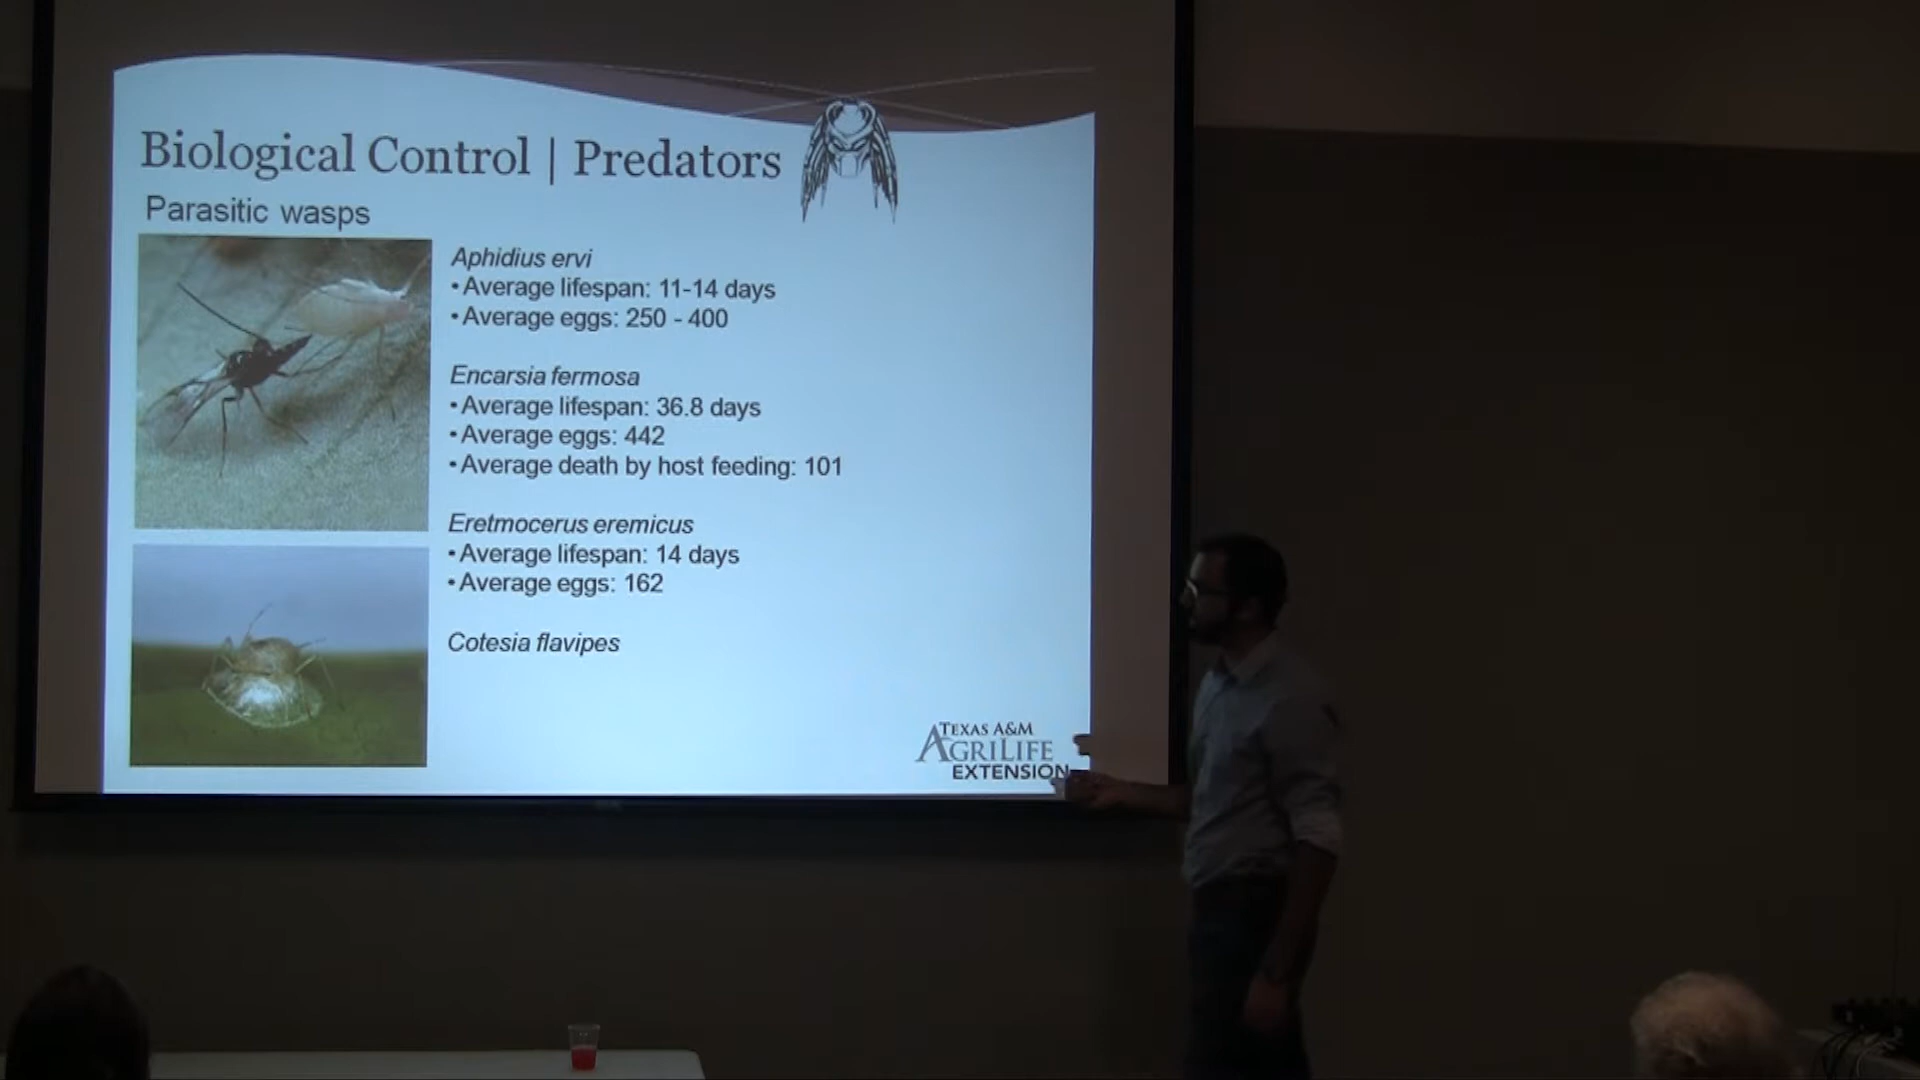 Biological Control | Predators
Parasitic wasps
Aphidius ervi
• Average lifespan: 11-14 days
• Average eggs: 250 - 400
Encarsia fermosa
• Average lifespan: 36.8 days
• Average eggs: 442
• Average death by host feeding: 101
Eretmocerus eremicus
• Average lifespan: 14 days
• Average eggs: 162
Cotesia flavipes
TEXAS A&M
AGRILIFE
EXTENSION